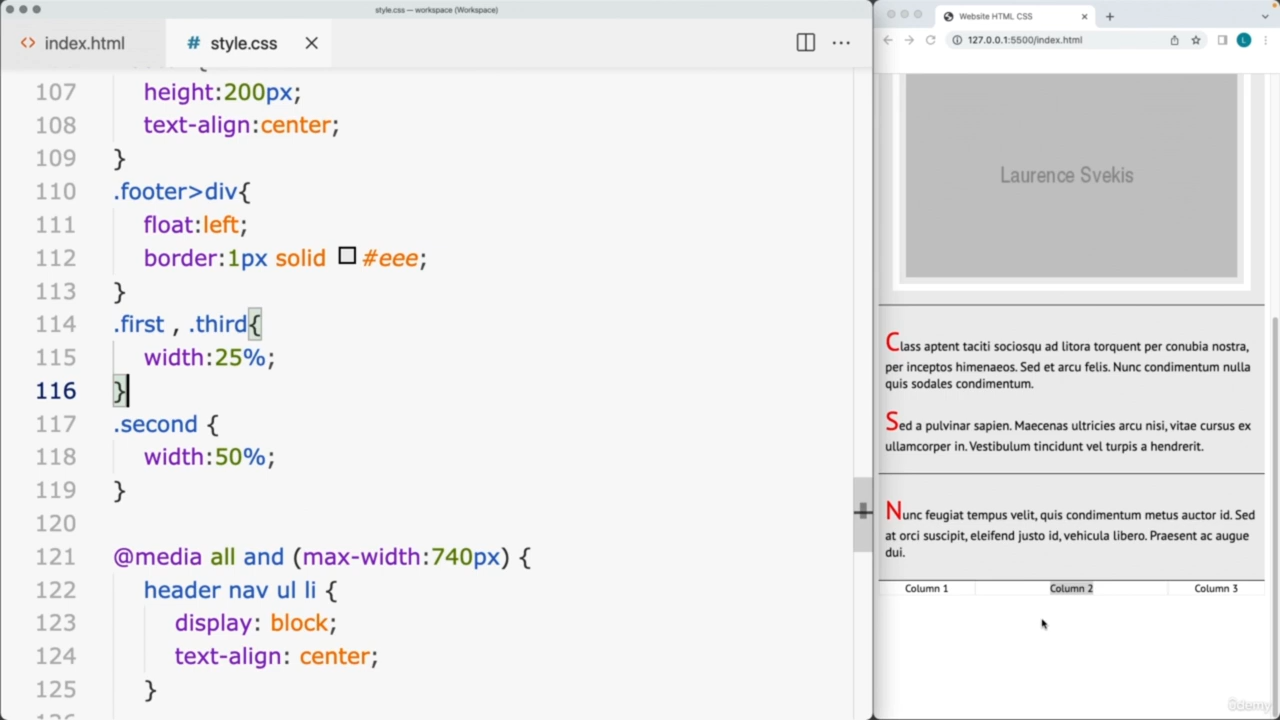 style.css — workspace (Workspace)
<> index.html
# style.css
107 height:200px;
108 text-align:center;
109 }
110 .footer>div{
111 float:left;
112 border:1px solid #eee;
113 }
114 .first , .third{
115 width:25%;
116 }
117 .second {
118 width:50%;
119 }
120
121 @media all and (max-width:740px) {
122 header nav ul li {
123 display: block;
124 text-align: center;
125 }
Website HTML CSS
127.0.0.1:5500/index.html
L
Laurence Svekis
Class aptent taciti sociosqu ad litora torquent per conubia nostra,
per inceptos himenaeos. Sed et arcu felis. Nunc condimentum nulla
quis sodales condimentum.
Sed a pulvinar sapien. Maecenas ultricies arcu nisi, vitae cursus ex
ullamcorper in. Vestibulum tincidunt vel turpis a hendrerit.
Nunc feugiat tempus velit, quis condimentum metus auctor id. Sed
at orci suscipit, eleifend justo id, vehicula libero. Praesent ac augue
dui.
Column 1 Column 2 Column 3
ûdemy